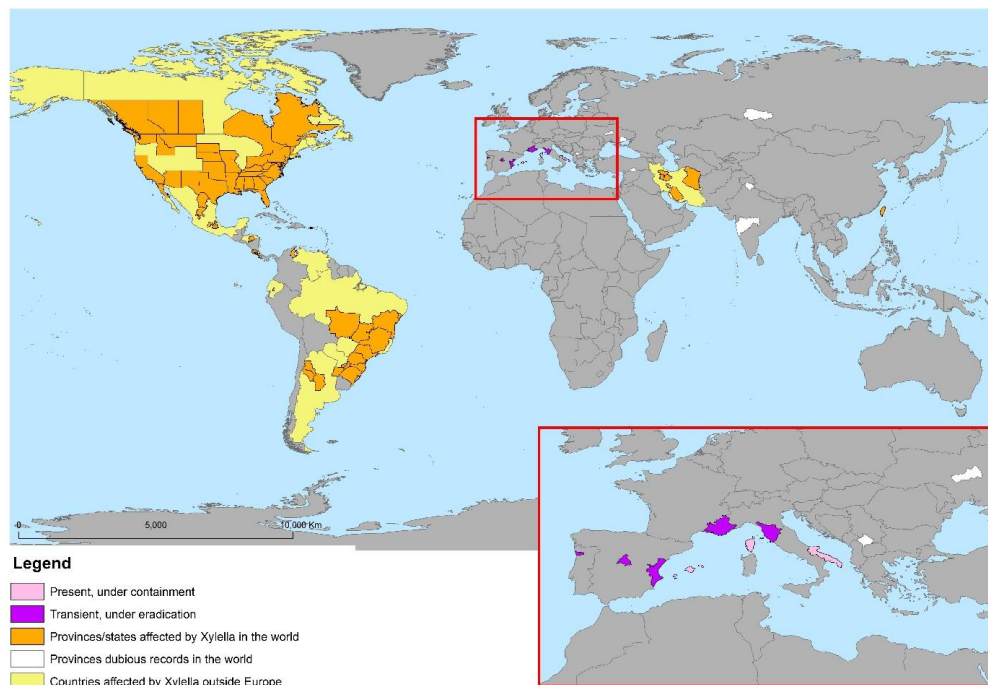 0 5,000 10,000 Km
Legend
Present, under containment
Transient, under eradication
Provinces/states affected by Xylella in the world
Provinces dubious records in the world
Countries affected by Xylella outside Europe